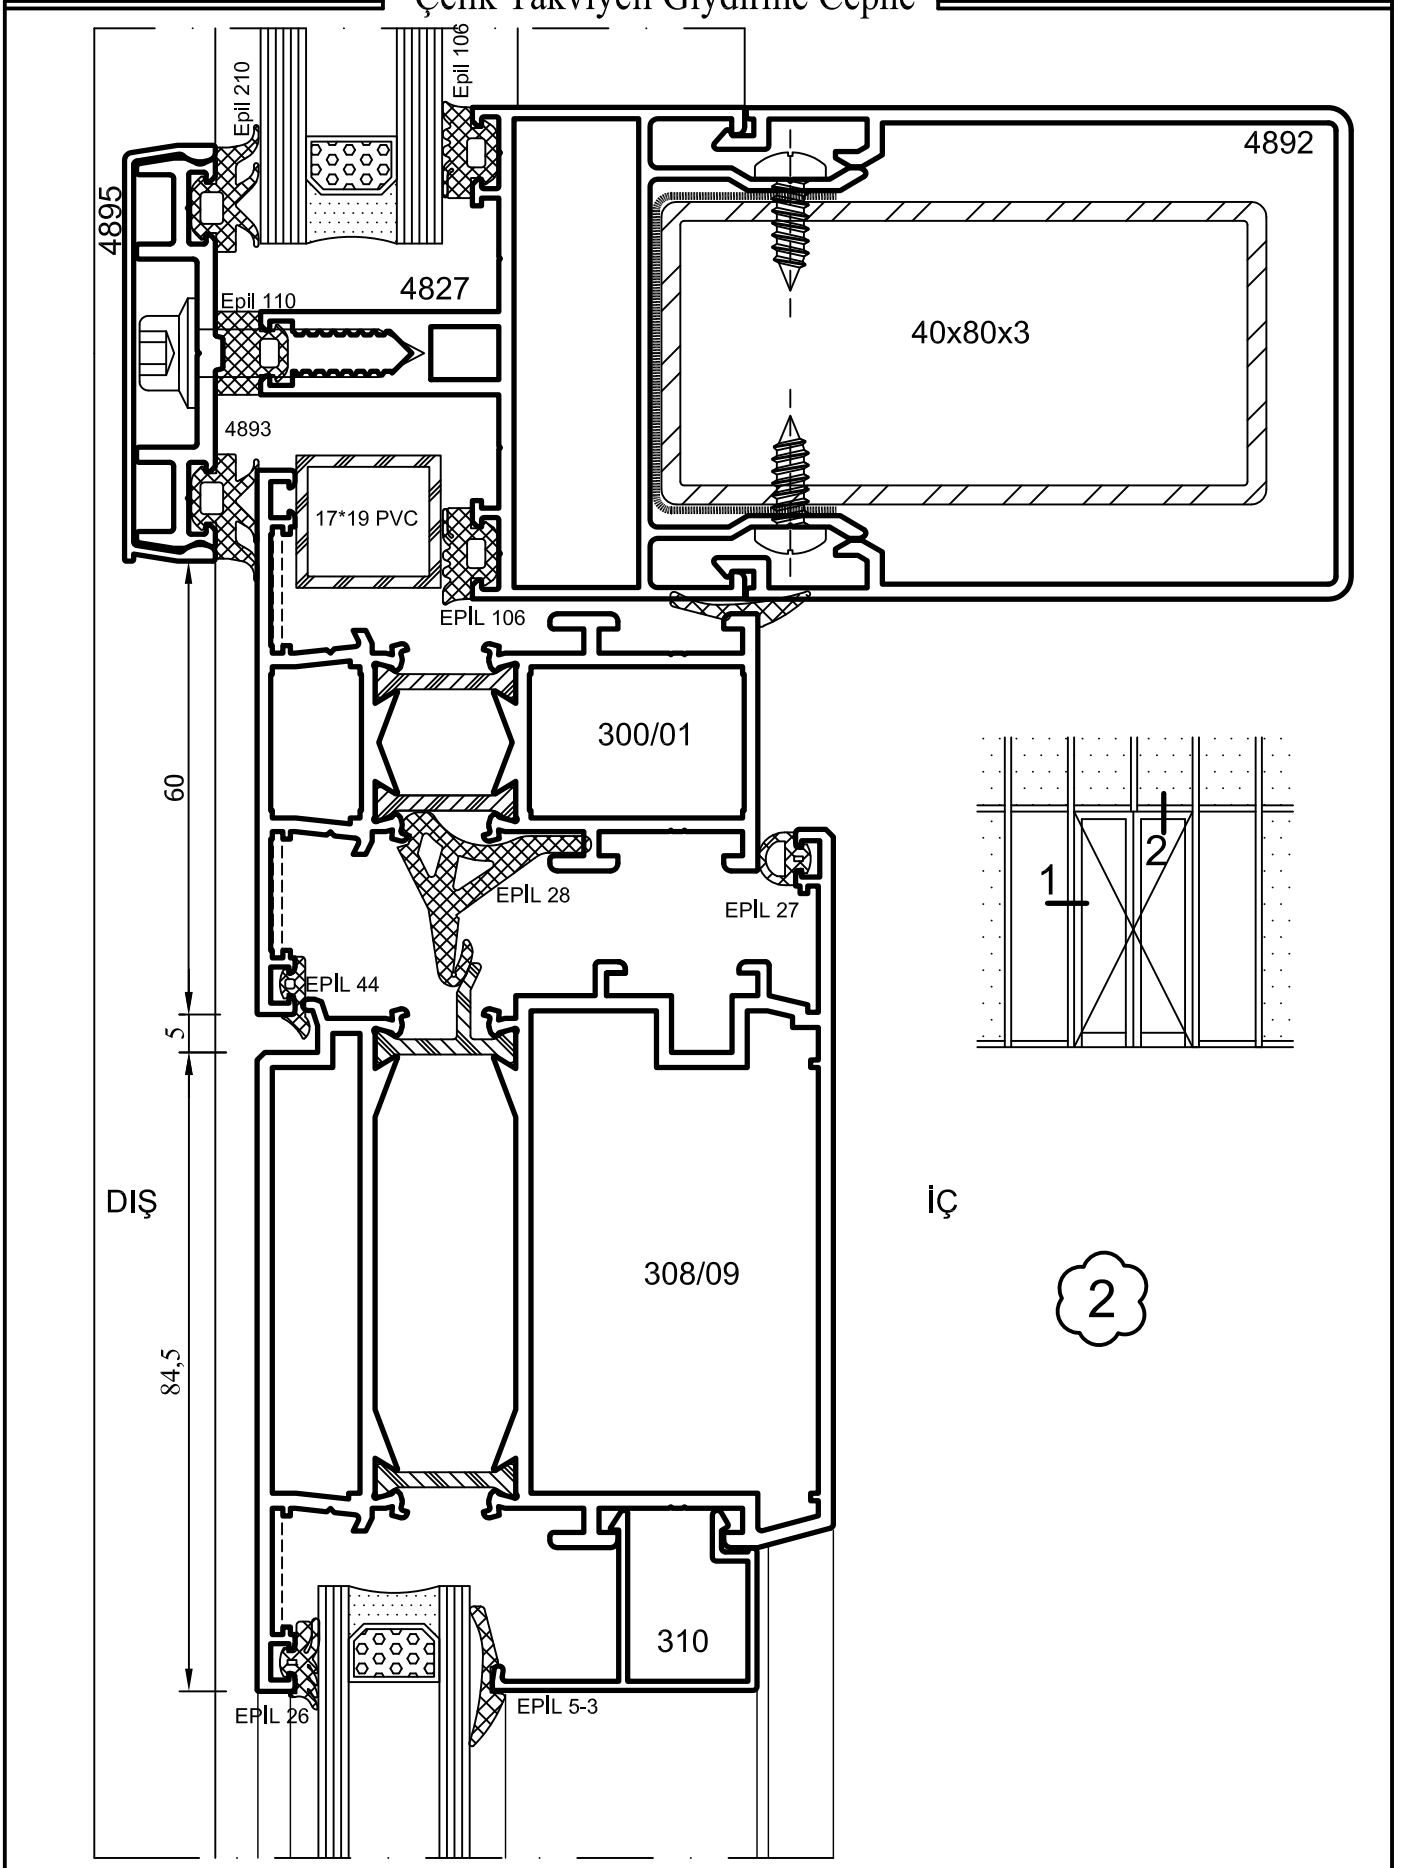 Çelik Takviyeli Giydirme Cephe
Epil 106
Epil 210
4892
4895
4827
Epil 110
40x80x3
4893
17*19 PVC
EPİL 106
300/01
60
2
1
EPİL 28
EPİL 27
EPİL 44
5
DIŞ
İÇ
308/09
2
84,5
310
EPİL 26
EPİL 5-3